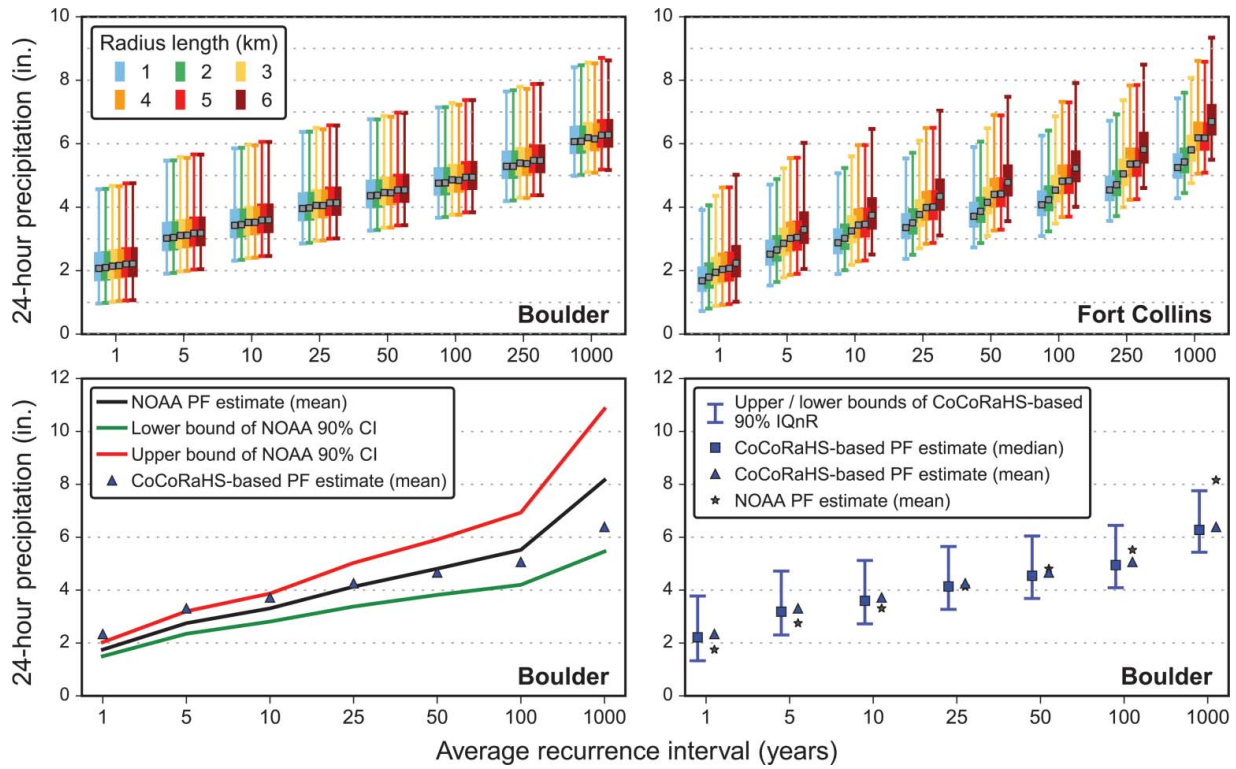 24-hour precipitation (in.)
10
8
6
4
2
0
Radius length (km)
1 2 3
4 5 6
Boulder
1 5 10 25 50 100 250 1000
10
8
6
4
2
0
Fort Collins
1 5 10 25 50 100 250 1000
24-hour precipitation (in.)
12
10
8
6
4
2
0
NOAA PF estimate (mean)
Lower bound of NOAA 90% CI
Upper bound of NOAA 90% CI
CoCoRaHS-based PF estimate (mean)
Boulder
1 5 10 25 50 100 1000
12
10
8
6
4
2
0
Upper / lower bounds of CoCoRaHS-based
90% IQnR
CoCoRaHS-based PF estimate (median)
CoCoRaHS-based PF estimate (mean)
NOAA PF estimate (mean)
Boulder
1 5 10 25 50 100 1000
Average recurrence interval (years)